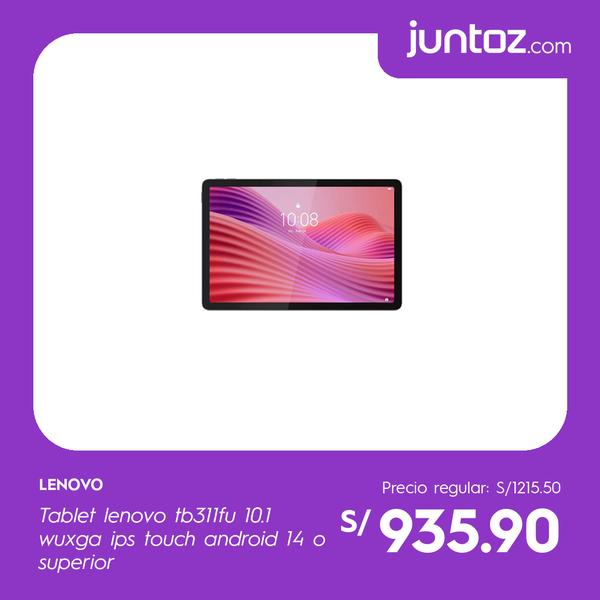 juntoz.com
10:08
LENOVO
Tablet lenovo tb311fu 10.1
wuxga ips touch android 14 o
superior
Precio regular: S/1215.50
S/ 935.90